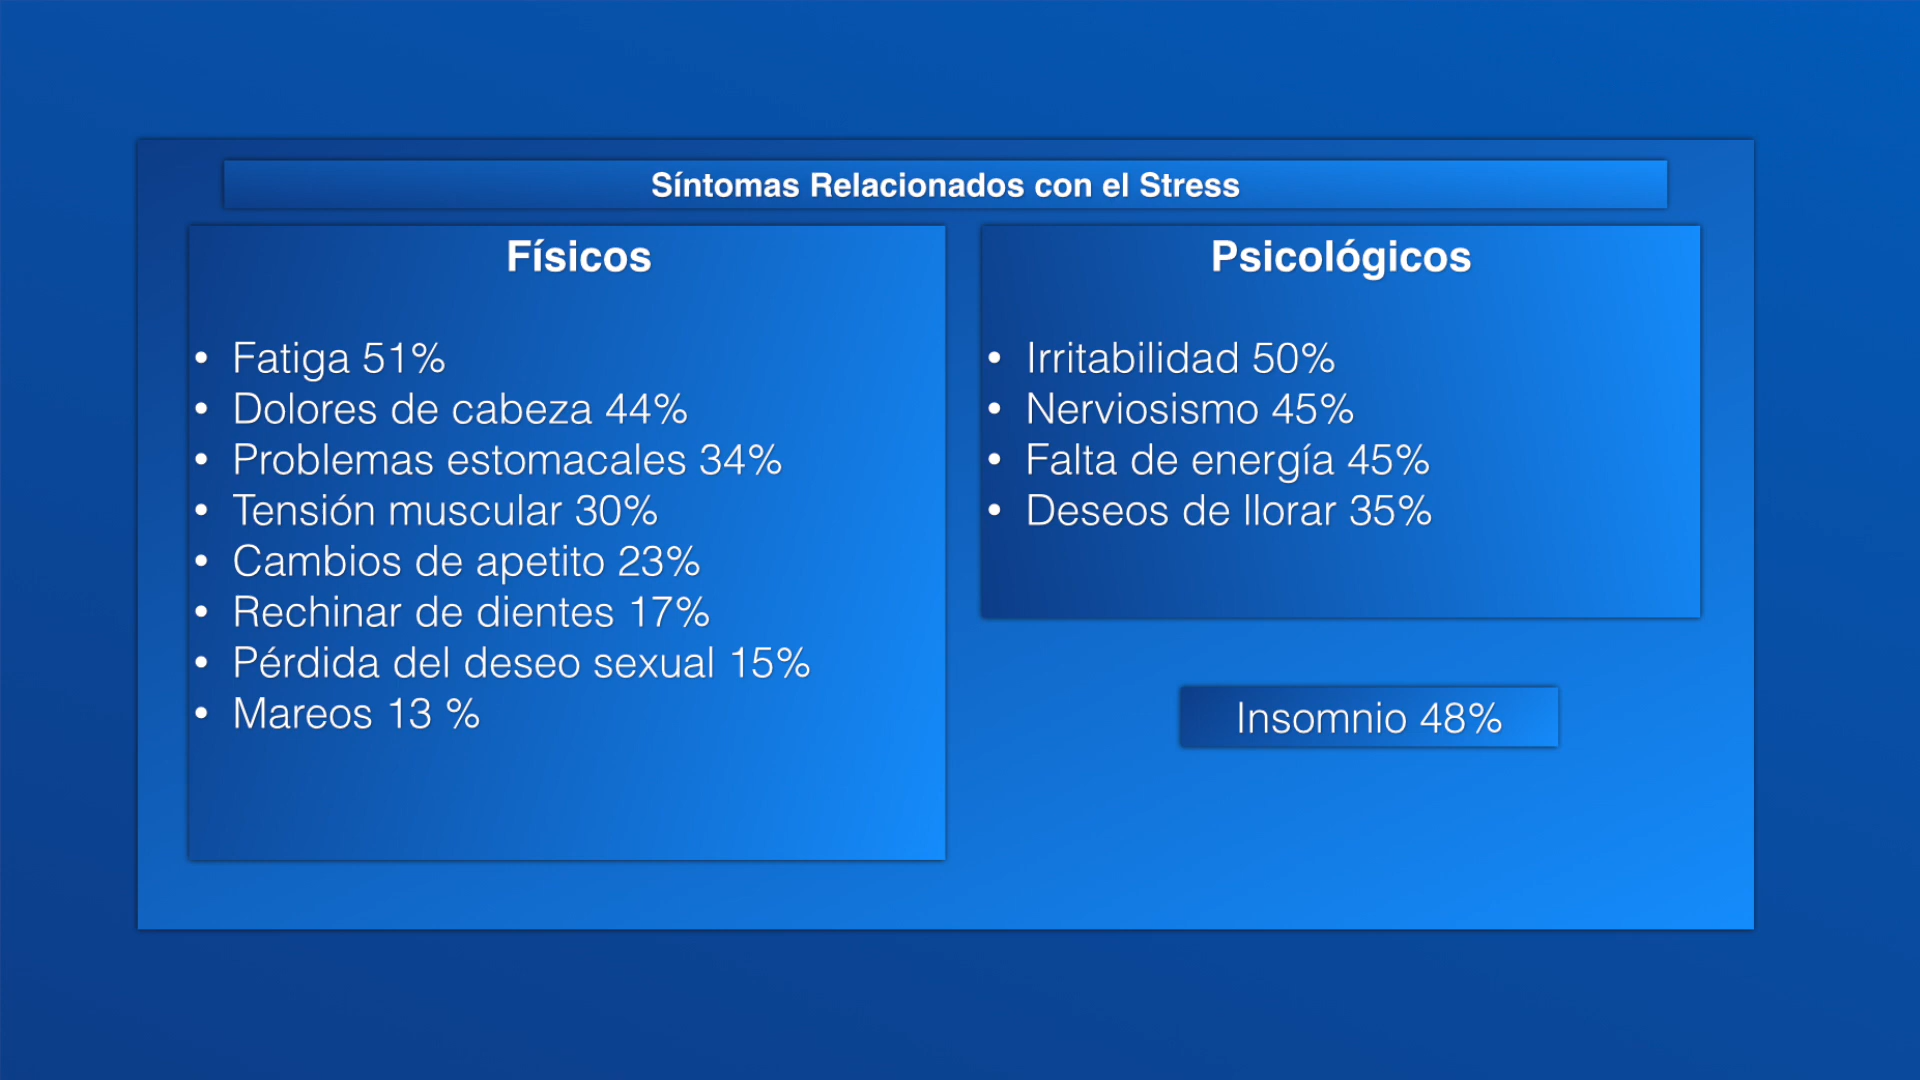 Síntomas Relacionados con el Stress
Físicos
• Fatiga 51%
• Dolores de cabeza 44%
• Problemas estomacales 34%
• Tensión muscular 30%
• Cambios de apetito 23%
• Rechinar de dientes 17%
• Pérdida del deseo sexual 15%
• Mareos 13 %
Psicológicos
• Irritabilidad 50%
• Nerviosismo 45%
• Falta de energía 45%
• Deseos de llorar 35%
Insomnio 48%